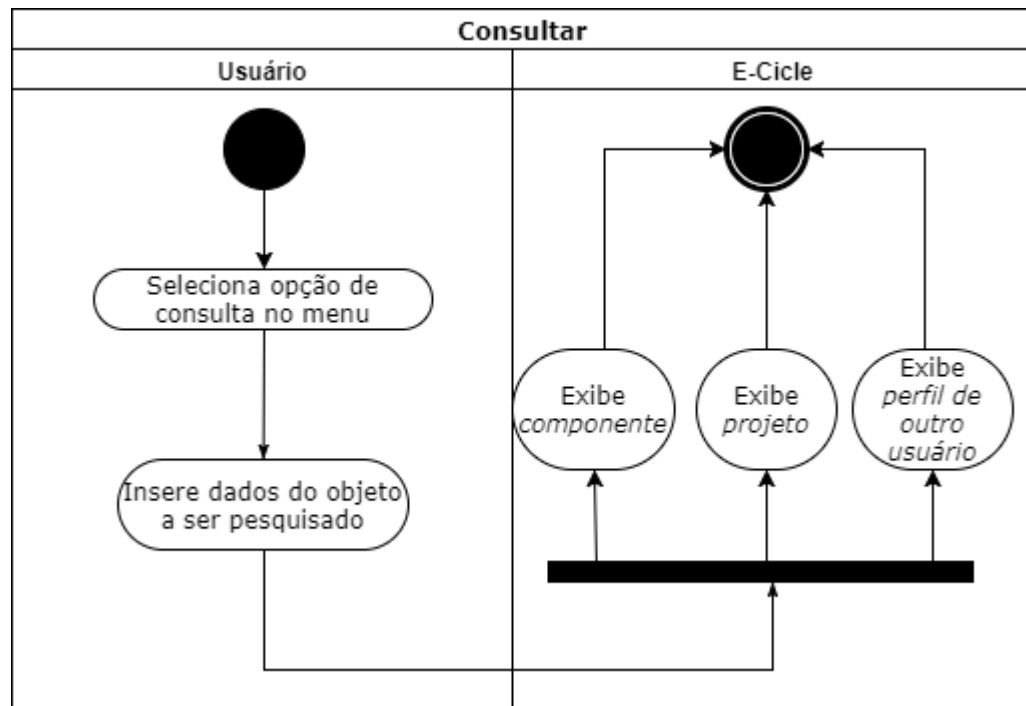 Consultar
Usuário
E-Cicle
Seleciona opção de
consulta no menu
Insere dados do objeto
a ser pesquisado
Exibe
componente
Exibe
projeto
Exibe
perfil de
outro
usuário